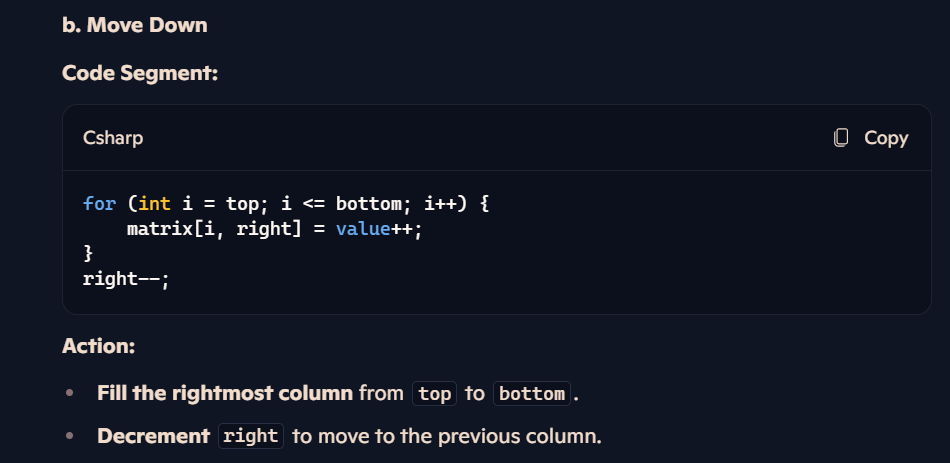 b. Move Down
Code Segment:
Csharp
Copy
for (int i = top; i <= bottom; i++) {
    matrix[i, right] = value++;
}
right--;
Action:
• Fill the rightmost column from top to bottom.
• Decrement right to move to the previous column.